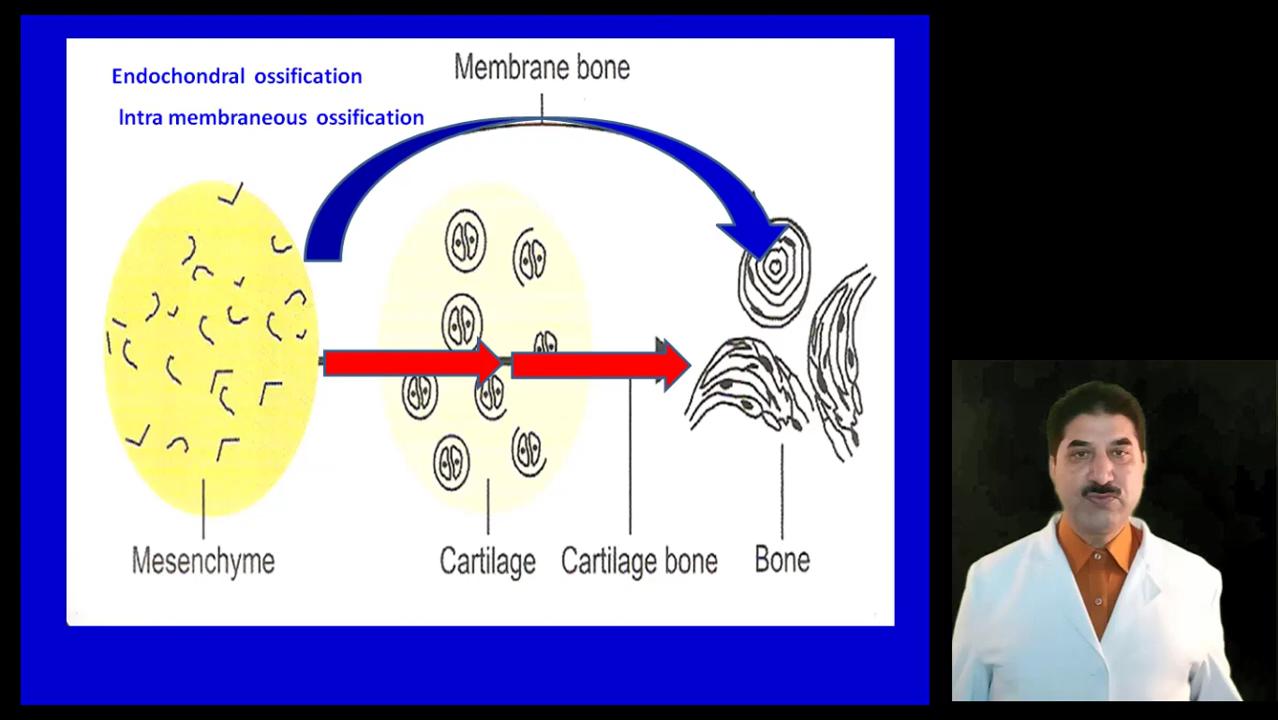 Membrane bone
Endochondral ossification
Intra membraneous ossification
Mesenchyme
Cartilage
Cartilage bone
Bone